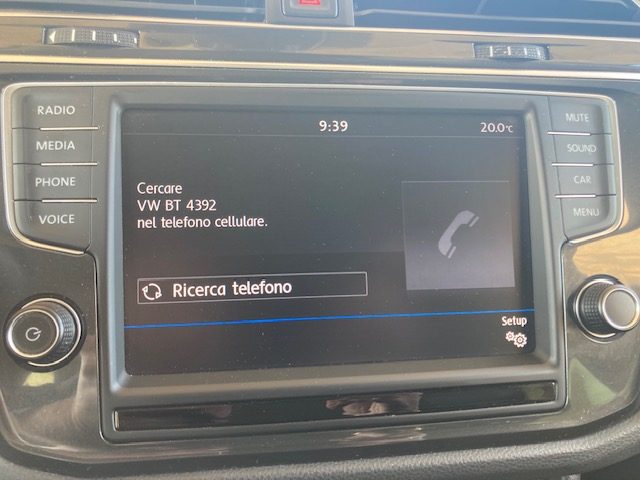 RADIO
MEDIA
PHONE
VOICE
9:39
20.0°C
Cercare
VW BT 4392
nel telefono cellulare.
Ricerca telefono
Setup
MUTE
SOUND
CAR
MENU